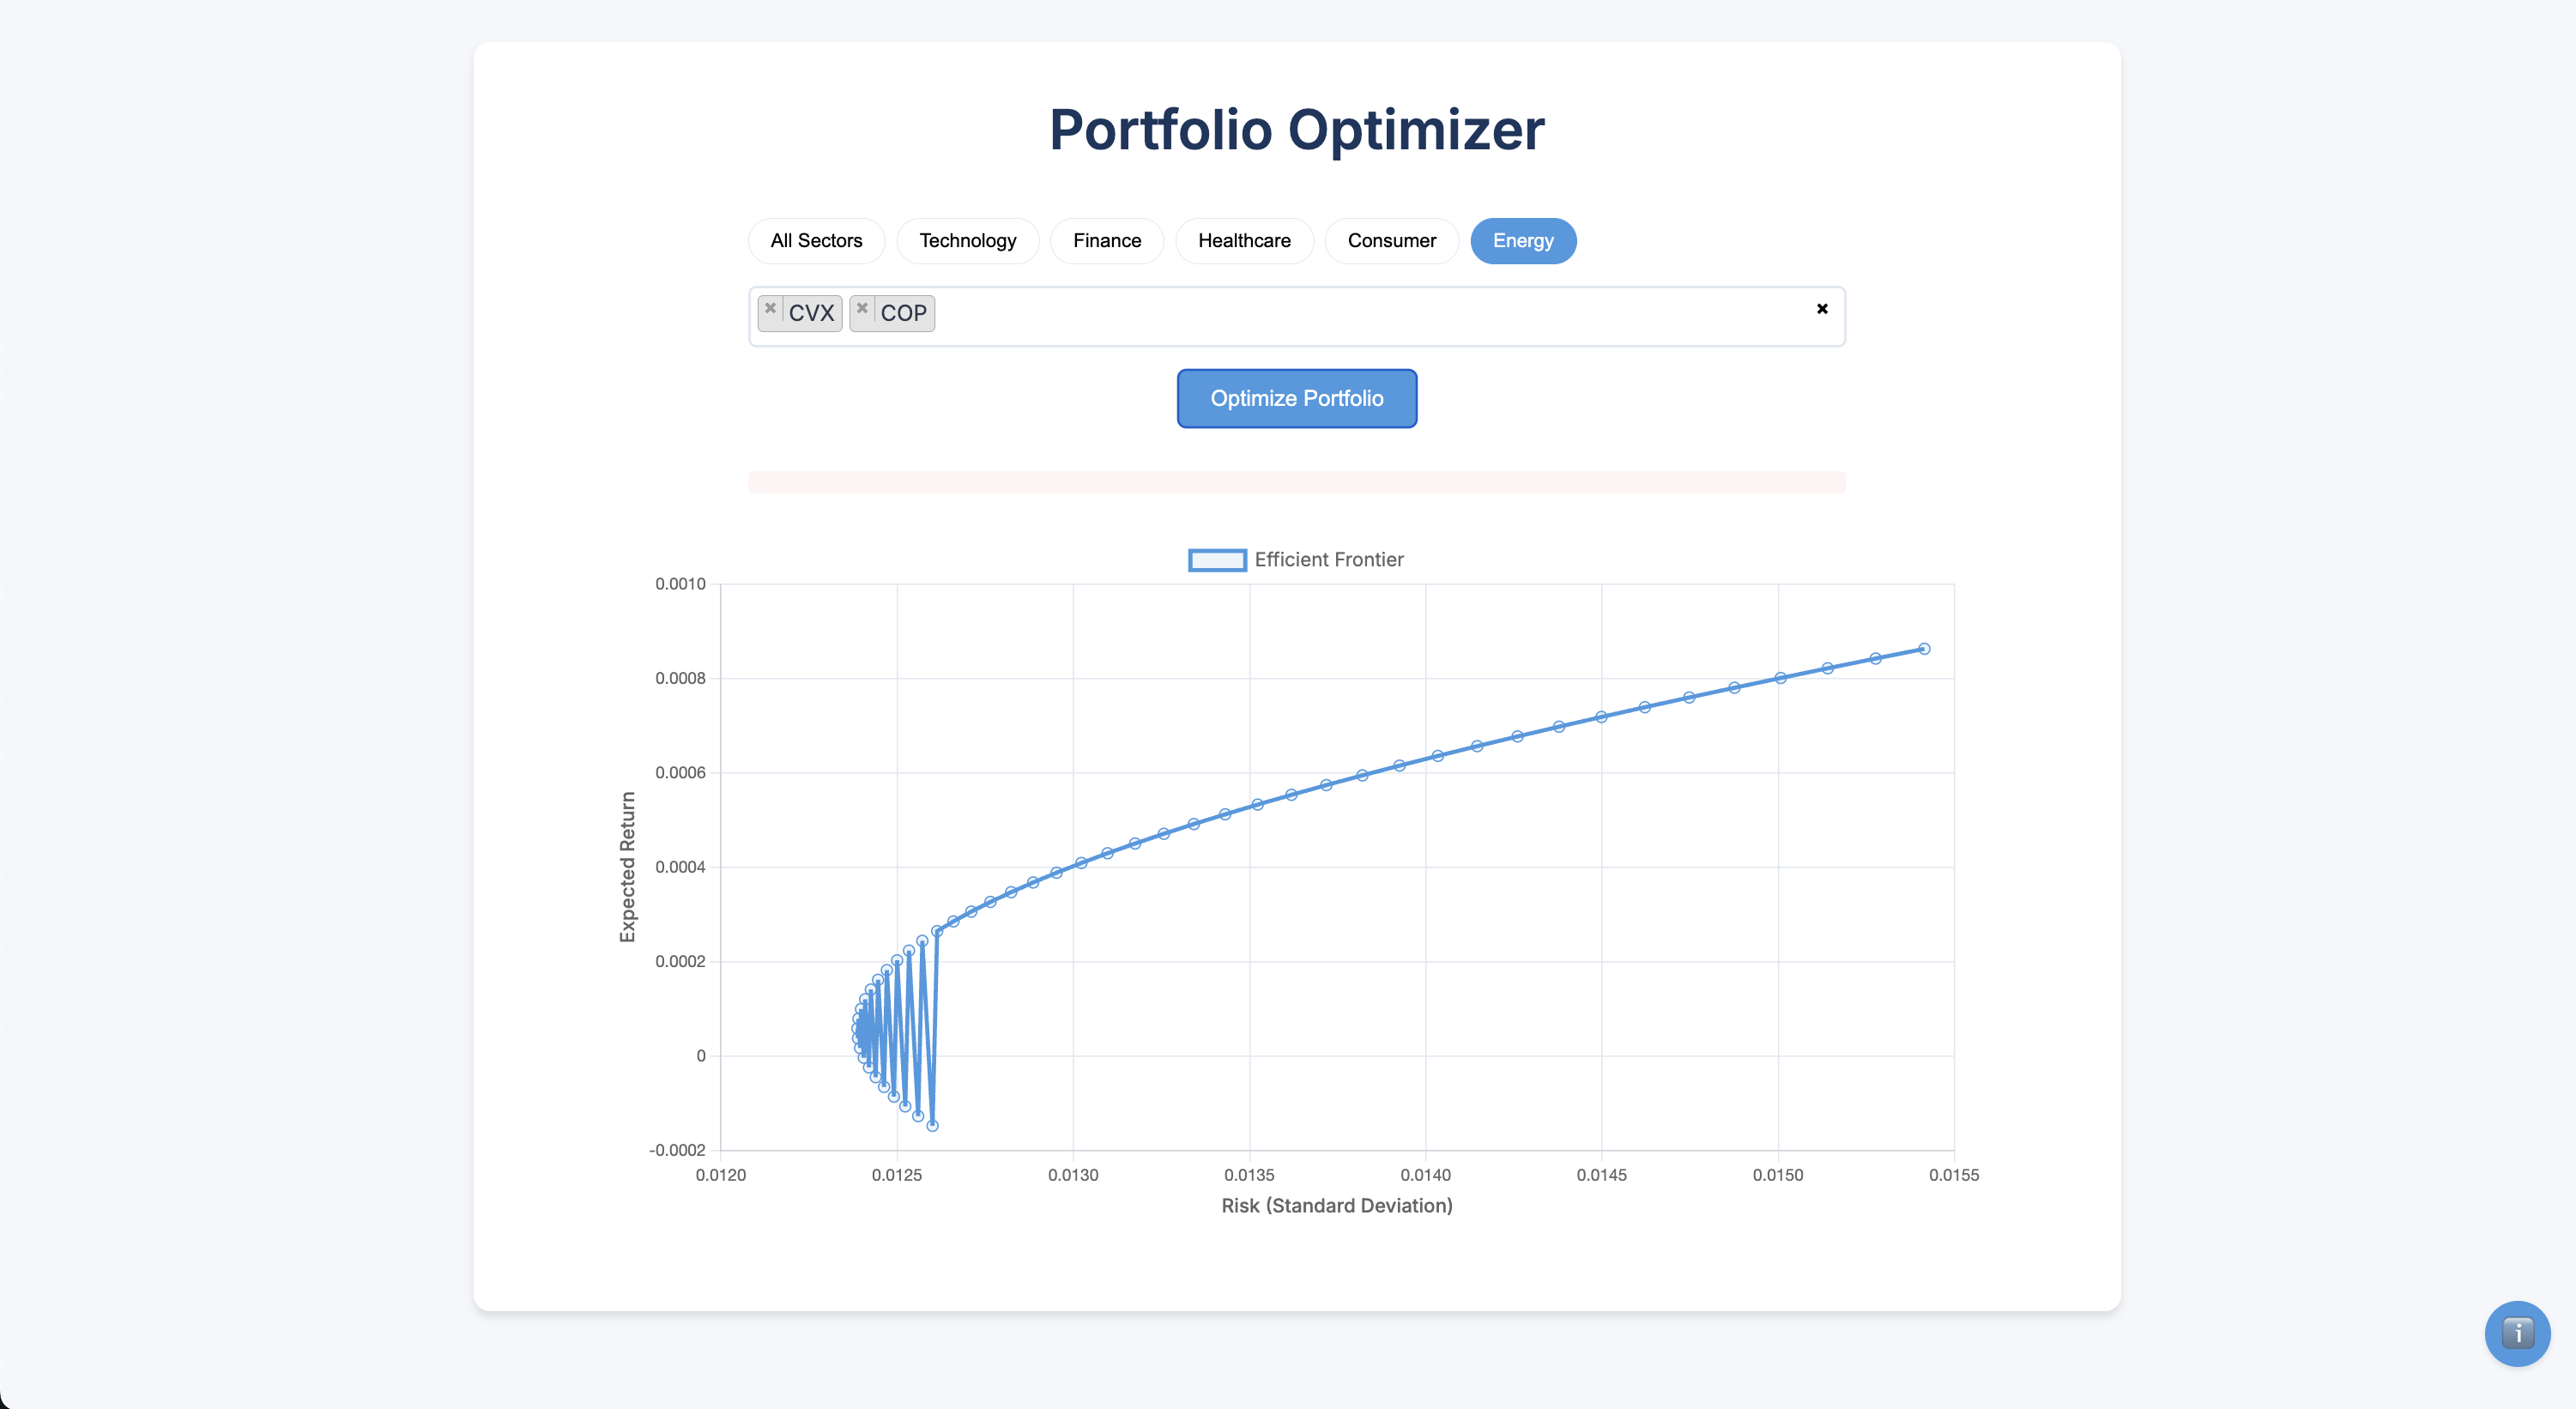 Portfolio Optimizer
All Sectors Technology Finance Healthcare Consumer Energy
× CVX × COP ×
Optimize Portfolio
Efficient Frontier
0.0010
0.0008
0.0006
0.0004
0.0002
0
-0.0002
Expected Return
0.0120 0.0125 0.0130 0.0135 0.0140 0.0145 0.0150 0.0155
Risk (Standard Deviation)
i